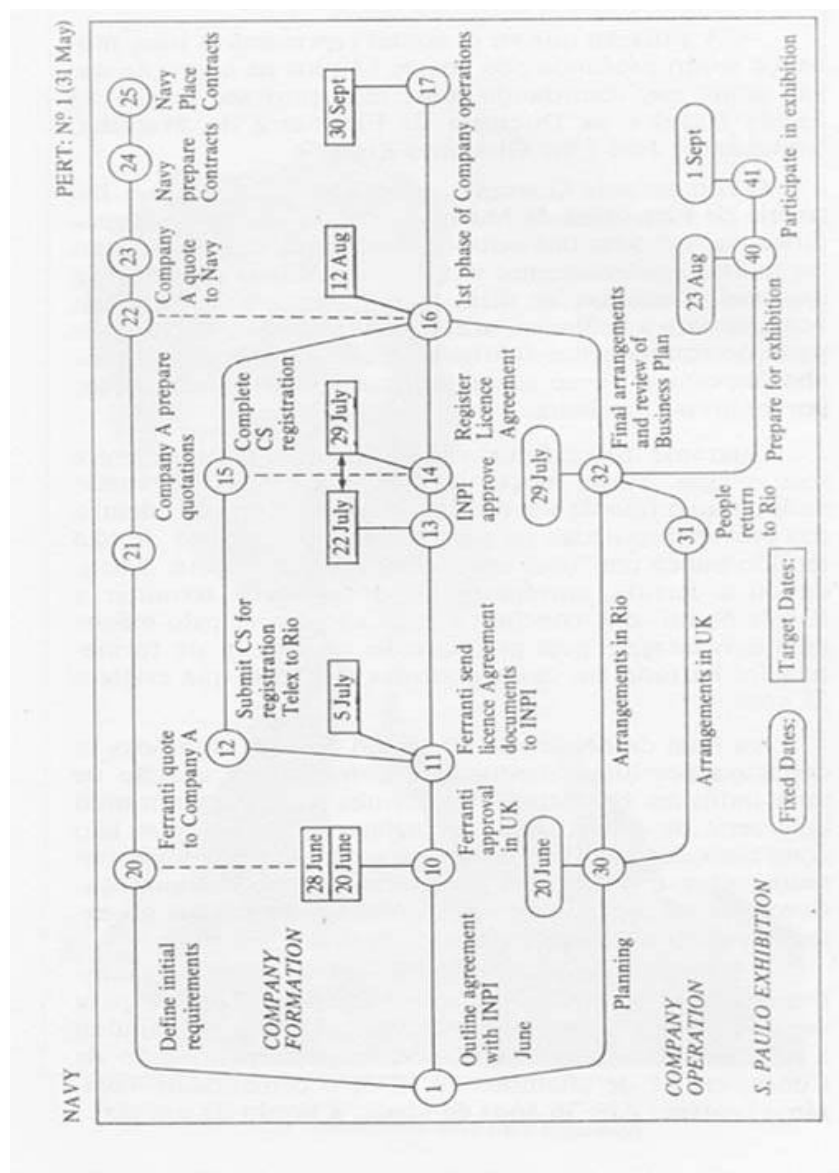 NAVY
PERT: Nº 1 (31 May)
1
20
21
22
23
24
25
Define initial
requirements
Ferranti quote
to Company A
Company A prepare
quotations
Company
A quote
to Navy
Navy
prepare
Contracts
Navy
Place
Contracts
COMPANY
FORMATION
28 June
20 June
12
Submit CS for
registration
Telex to Rio
15
Complete
CS
registration
5 July
22 July
29 July
12 Aug
30 Sept
10
11
13
14
16
17
Outline agreement
with INPI
June
Ferranti
approval
in UK
Ferranti send
licence Agreement
documents
to INPI
INPI
approve
Register
Licence
Agreement
1st phase of Company operations
20 June
29 July
30
32
Planning
Arrangements in Rio
Final arrangements
and review of
Business Plan
23 Aug
1 Sept
31
Arrangements in UK
People
return
to Rio
40
41
Prepare for exhibition
Participate in exhibition
COMPANY
OPERATION
S. PAULO EXHIBITION
Fixed Dates:
Target Dates: